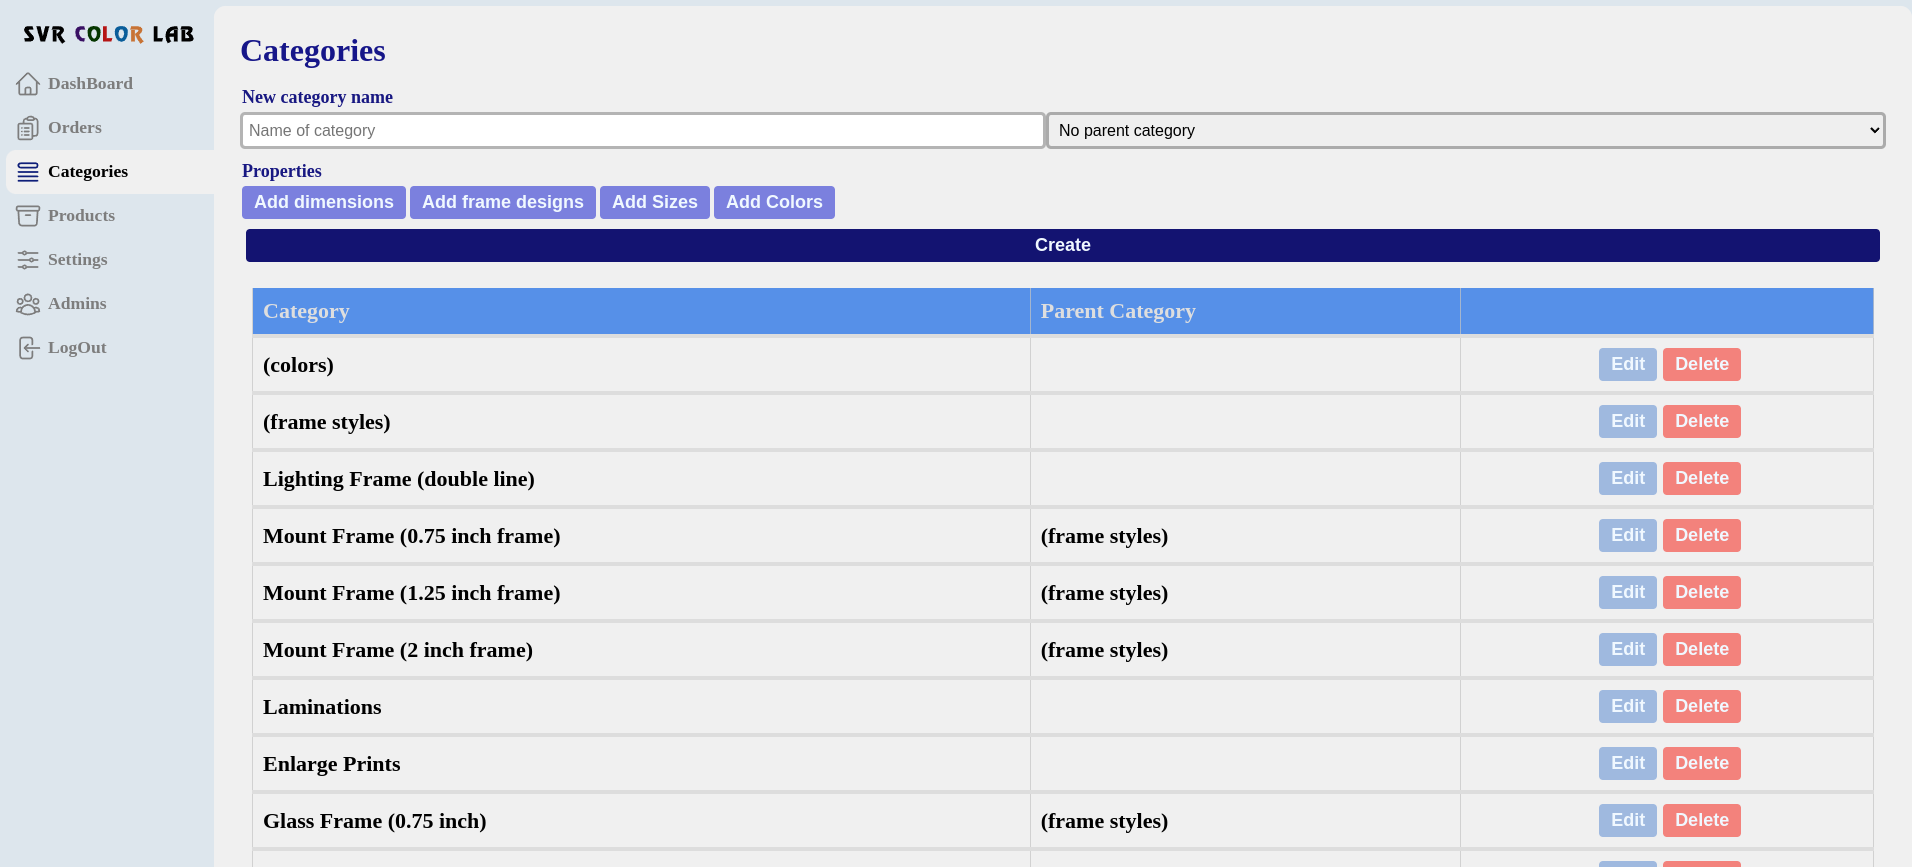 SVR COLOR LAB
DashBoard
Orders
Categories
Products
Settings
Admins
LogOut
Categories
New category name
Name of category
No parent category
Properties
Add dimensions Add frame designs Add Sizes Add Colors
Create
Category Parent Category
(colors) Edit Delete
(frame styles) Edit Delete
Lighting Frame (double line) Edit Delete
Mount Frame (0.75 inch frame) (frame styles) Edit Delete
Mount Frame (1.25 inch frame) (frame styles) Edit Delete
Mount Frame (2 inch frame) (frame styles) Edit Delete
Laminations Edit Delete
Enlarge Prints Edit Delete
Glass Frame (0.75 inch) (frame styles) Edit Delete